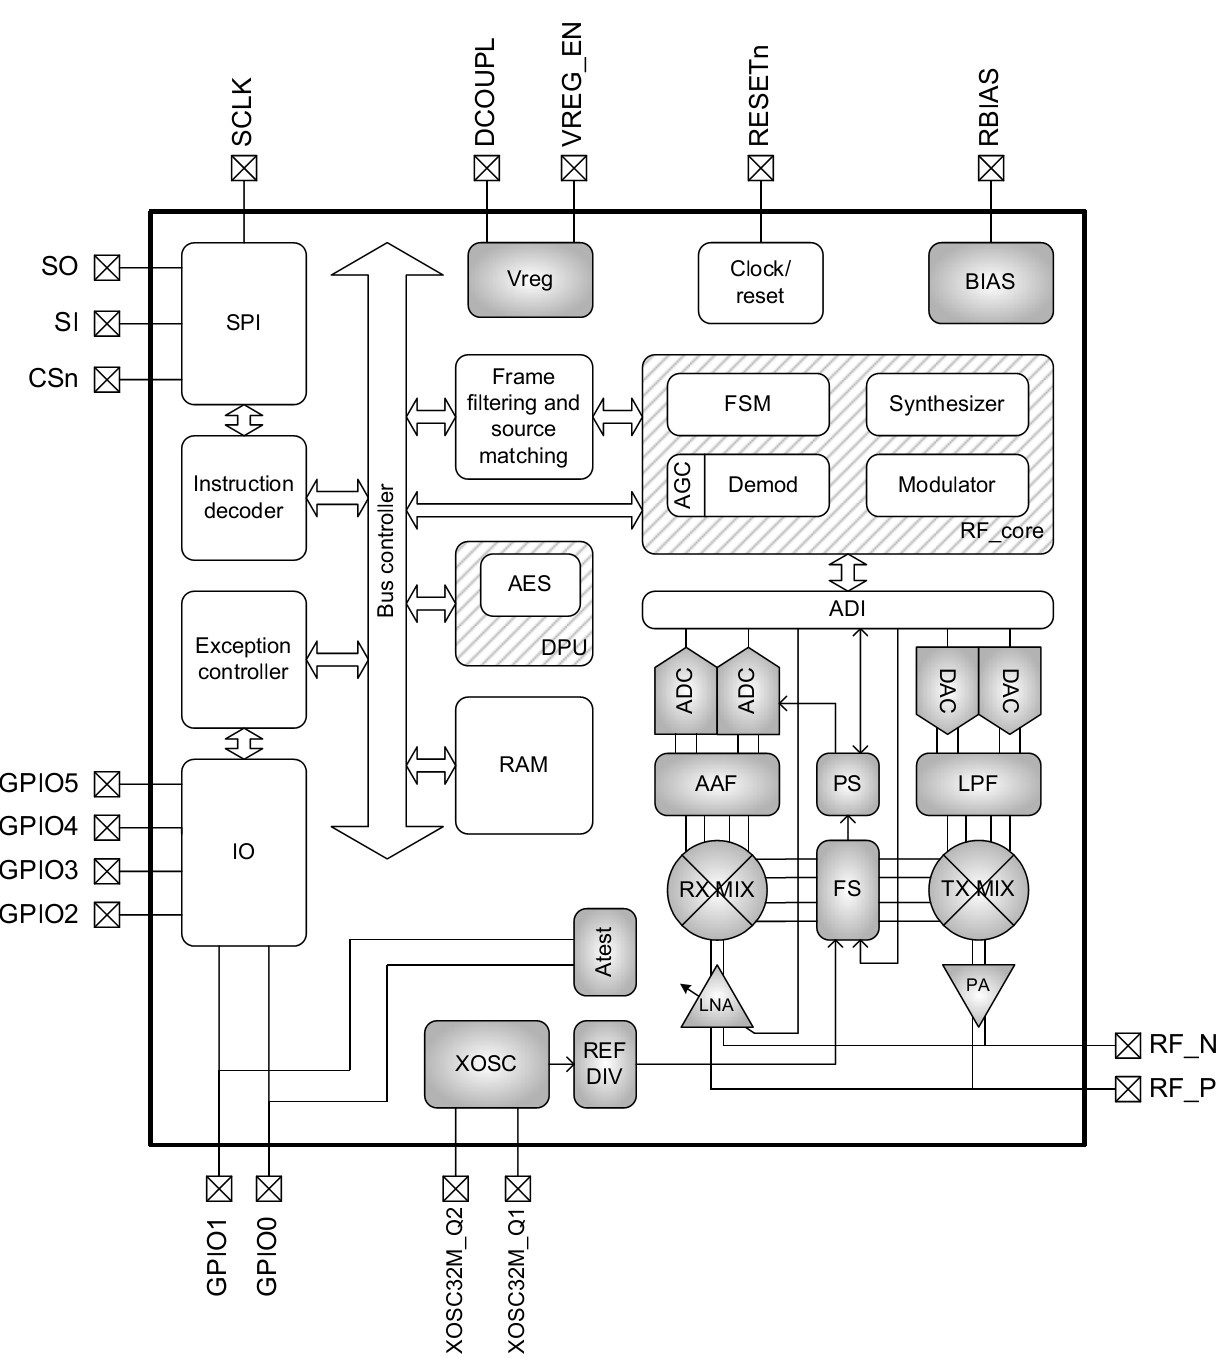 SCLK
DCOUPL
VREG_EN
RESETn
RBIAS
SO
SI
CSn
SPI
Vreg
Clock/
reset
BIAS
Instruction
decoder
Bus controller
Frame
filtering and
source
matching
FSM
Synthesizer
AGC
Demod
Modulator
RF_core
AES
DPU
ADI
Exception
controller
RAM
ADC
ADC
DAC
DAC
AAF
PS
LPF
GPIO5
GPIO4
GPIO3
GPIO2
IO
RX MIX
FS
TX MIX
Atest
LNA
PA
XOSC
REF
DIV
RF_N
RF_P
GPIO1
GPIO0
XOSC32M_Q2
XOSC32M_Q1